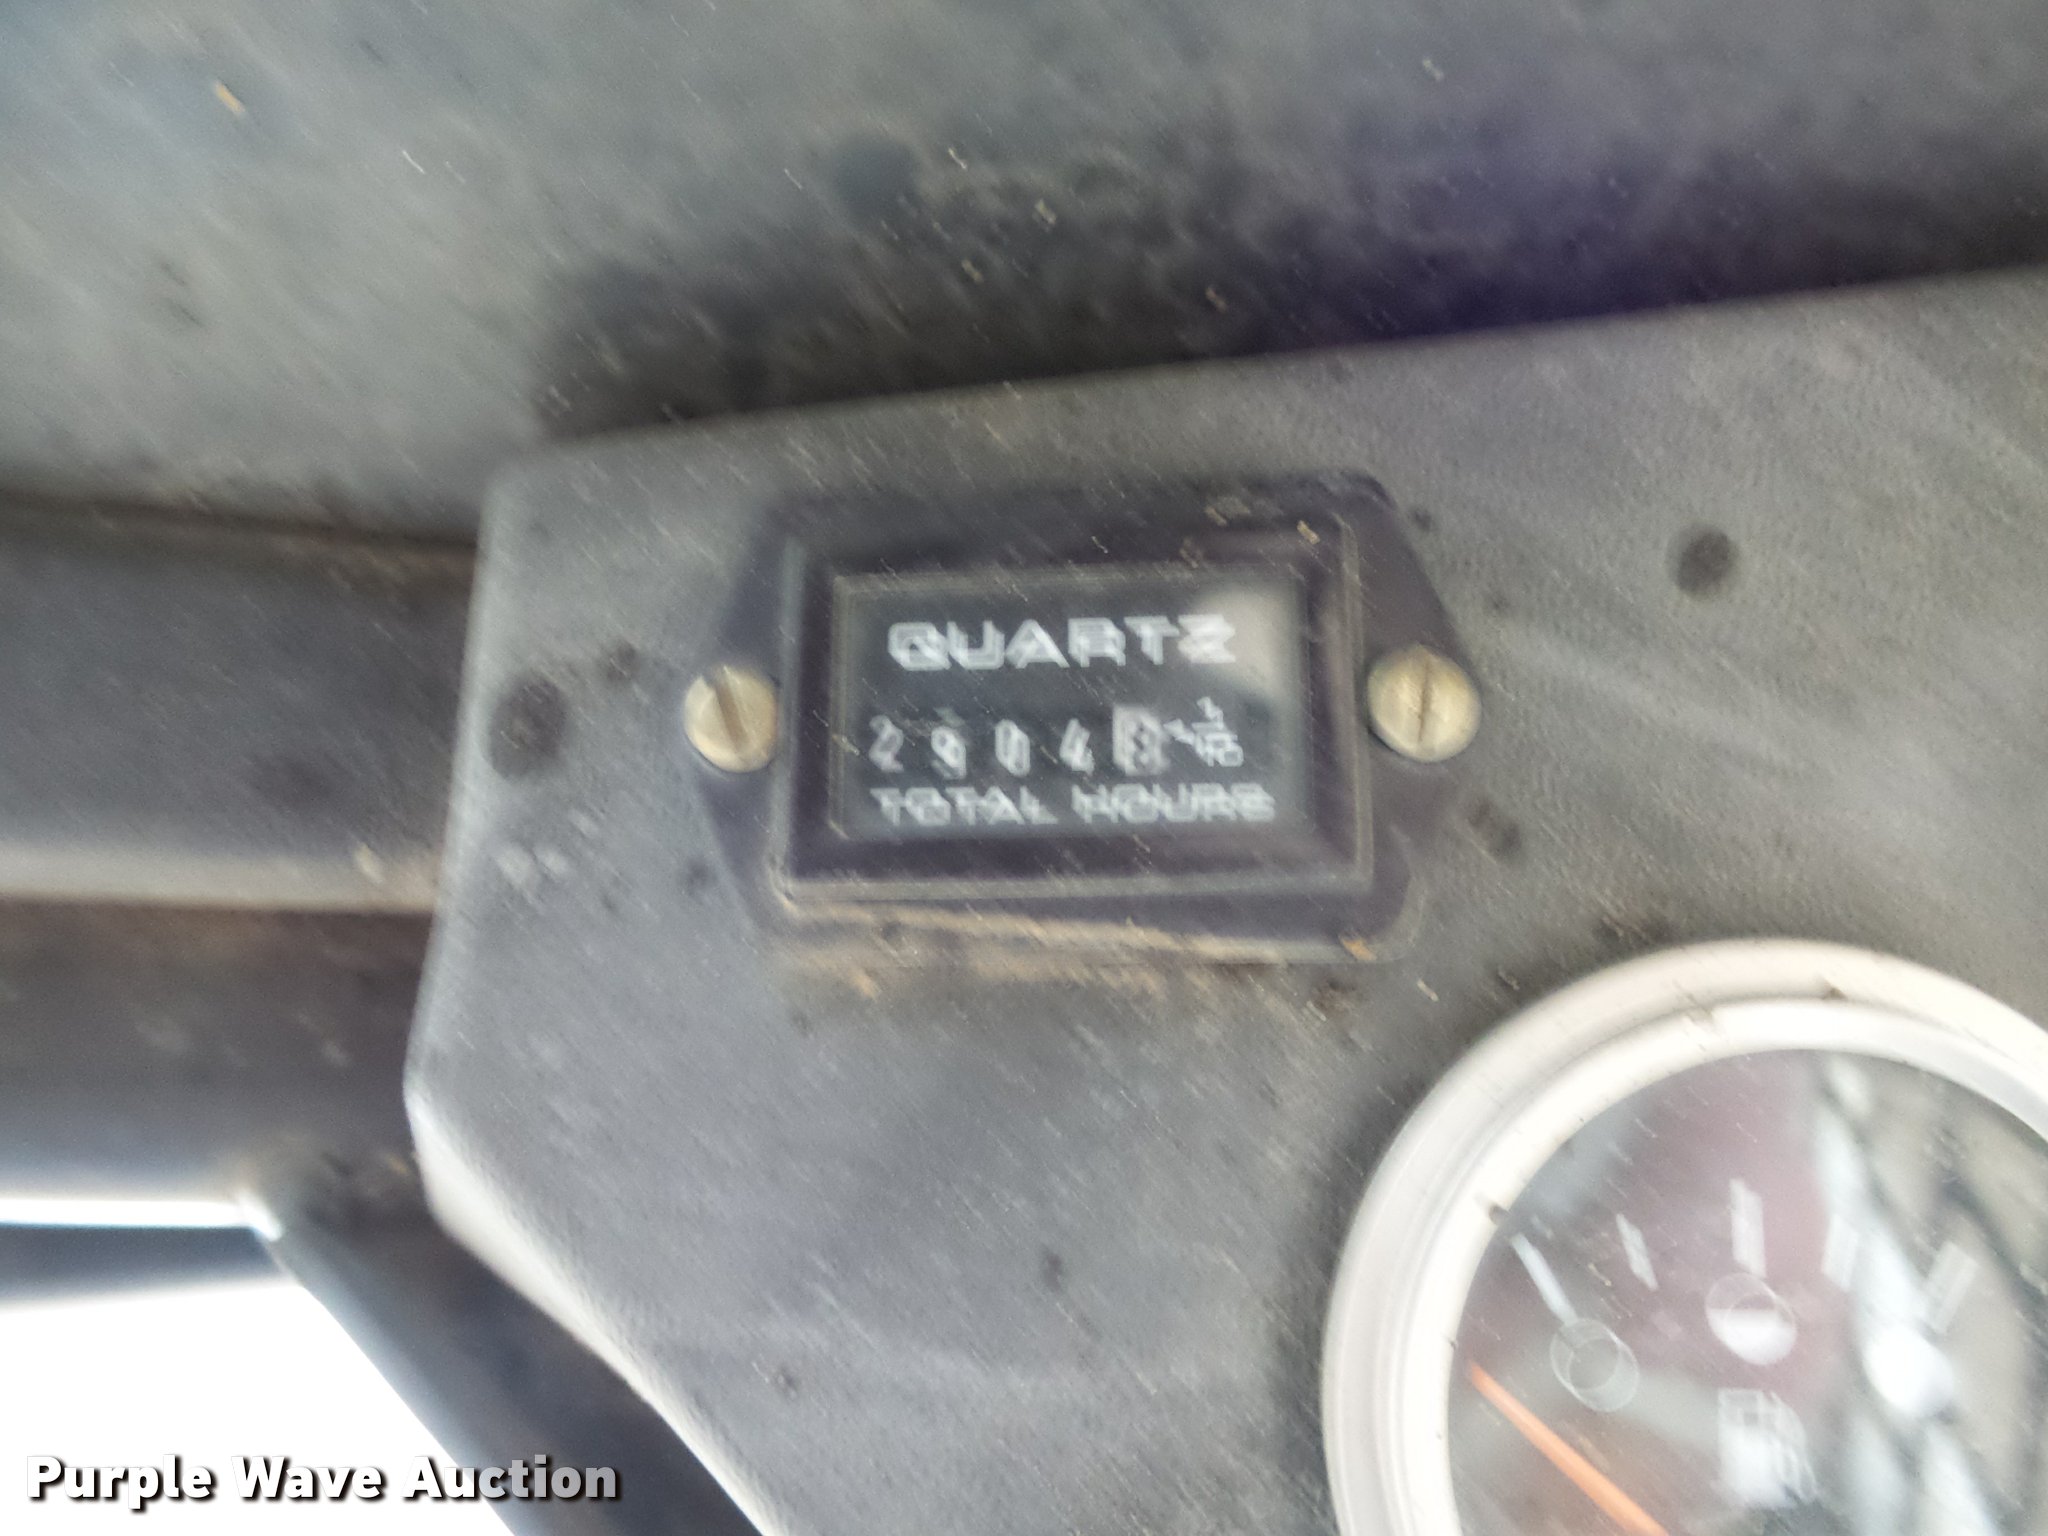 QUARTZ
2904
1/10
TOTAL HOURS
Purple Wave Auction